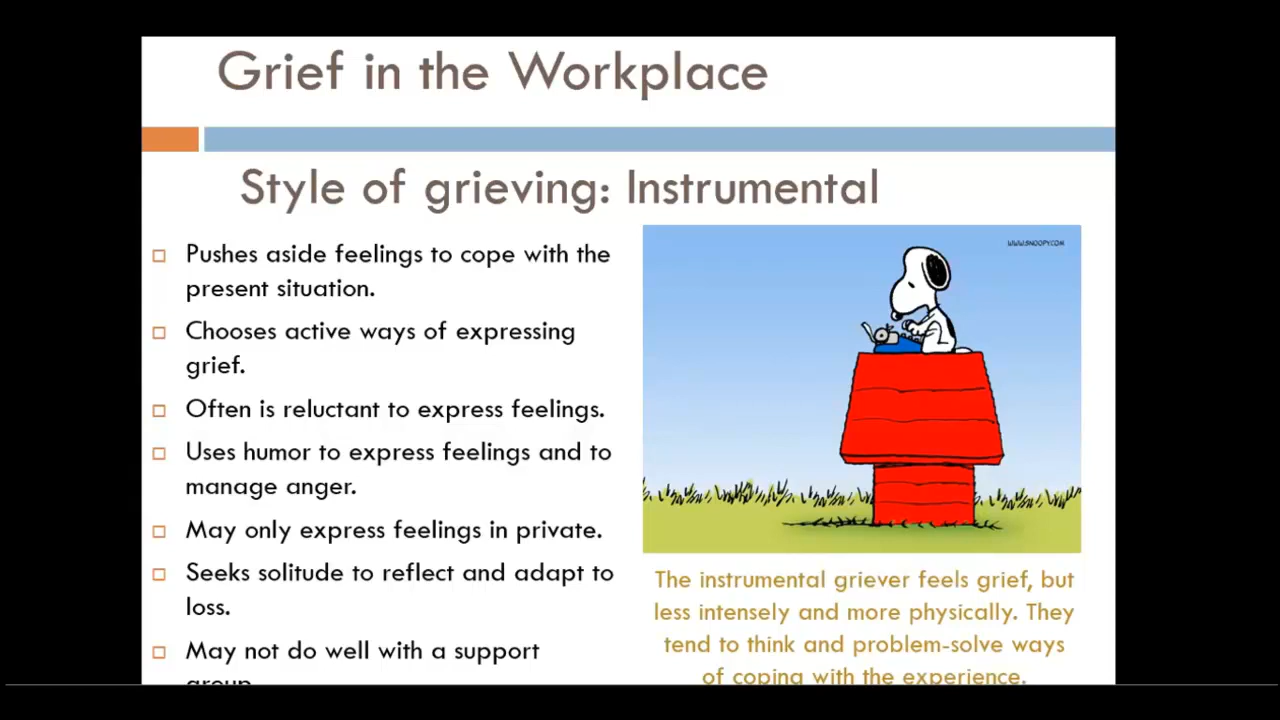 Grief in the Workplace
Style of grieving: Instrumental
Pushes aside feelings to cope with the
present situation.
Chooses active ways of expressing
grief.
Often is reluctant to express feelings.
Uses humor to express feelings and to
manage anger.
May only express feelings in private.
Seeks solitude to reflect and adapt to
loss.
May not do well with a support
group.
WWW.SNOOPY.COM
The instrumental griever feels grief, but
less intensely and more physically. They
tend to think and problem-solve ways
of coping with the experience.